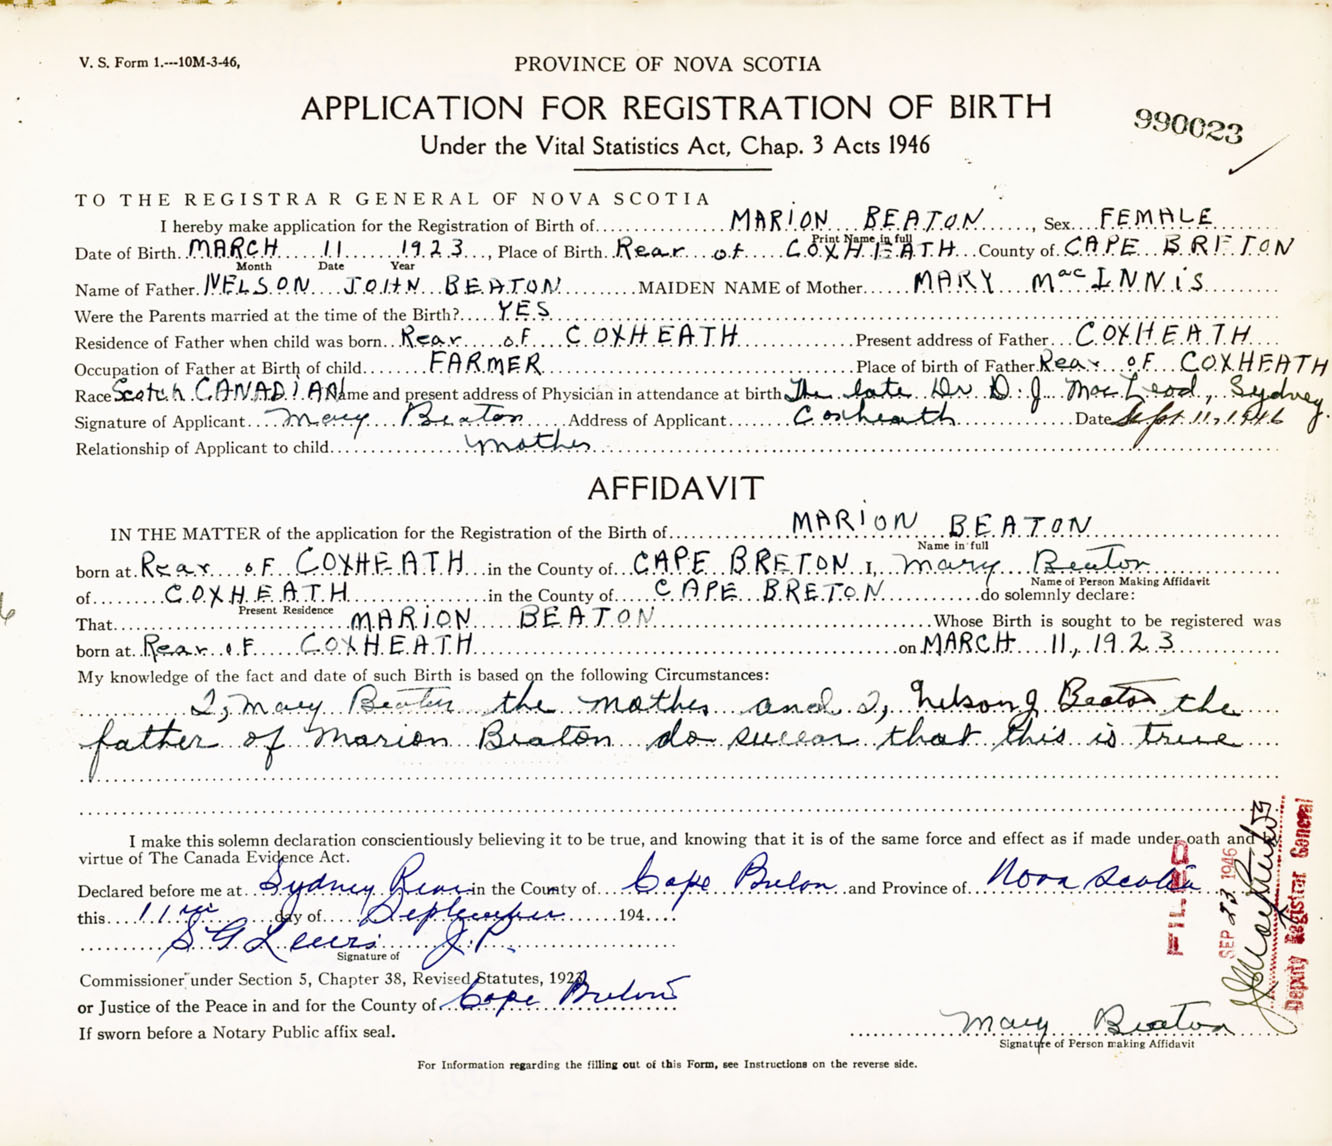 V. S. Form 1.---10M-3-46,
PROVINCE OF NOVA SCOTIA
APPLICATION FOR REGISTRATION OF BIRTH
990023
Under the Vital Statistics Act, Chap. 3 Acts 1946
TO THE REGISTRAR GENERAL OF NOVA SCOTIA
I hereby make application for the Registration of Birth of MARION BEATON, Sex FEMALE
Print Name in full
Date of Birth MARCH 11 1923, Place of Birth Rear of COXHEATH County of CAPE BRETON
Month Date Year
Name of Father NELSON JOHN BEATON MAIDEN NAME of Mother MARY MacINNIS
Were the Parents married at the time of the Birth? YES
Residence of Father when child was born Rear of COXHEATH Present address of Father COXHEATH
Occupation of Father at Birth of child FARMER Place of birth of Father Rear of COXHEATH
Race Scotch CANADIAN Name and present address of Physician in attendance at birth The late Dr D. J. MacLeod, Sydney.
Signature of Applicant Mary Beaton Address of Applicant Coxheath Date Sept. 11, 1946
Relationship of Applicant to child mother
AFFIDAVIT
IN THE MATTER of the application for the Registration of the Birth of MARION BEATON
Name in full
born at Rear of COXHEATH in the County of CAPE BRETON I, Mary Beaton
Name of Person Making Affidavit
of COXHEATH in the County of CAPE BRETON do solemnly declare:
Present Residence
That MARION BEATON Whose Birth is sought to be registered was
born at Rear of COXHEATH on MARCH 11, 1923
My knowledge of the fact and date of such Birth is based on the following Circumstances:
I, Mary Beaton the mother and I, Nelson J Beaton the
father of Marion Beaton do swear that this is true
I make this solemn declaration conscientiously believing it to be true, and knowing that it is of the same force and effect as if made under oath and
virtue of The Canada Evidence Act.
Declared before me at Sydney River in the County of Cape Breton and Province of Nova Scotia
this 11th day of September 194
S G Lewis J.P.
Signature of
Commissioner under Section 5, Chapter 38, Revised Statutes, 1923
or Justice of the Peace in and for the County of Cape Breton
If sworn before a Notary Public affix seal.
Mary Beaton
Signature of Person making Affidavit
For Information regarding the filling out of this Form, see Instructions on the reverse side.
FILED
SEP 23 1946
Deputy Registrar General